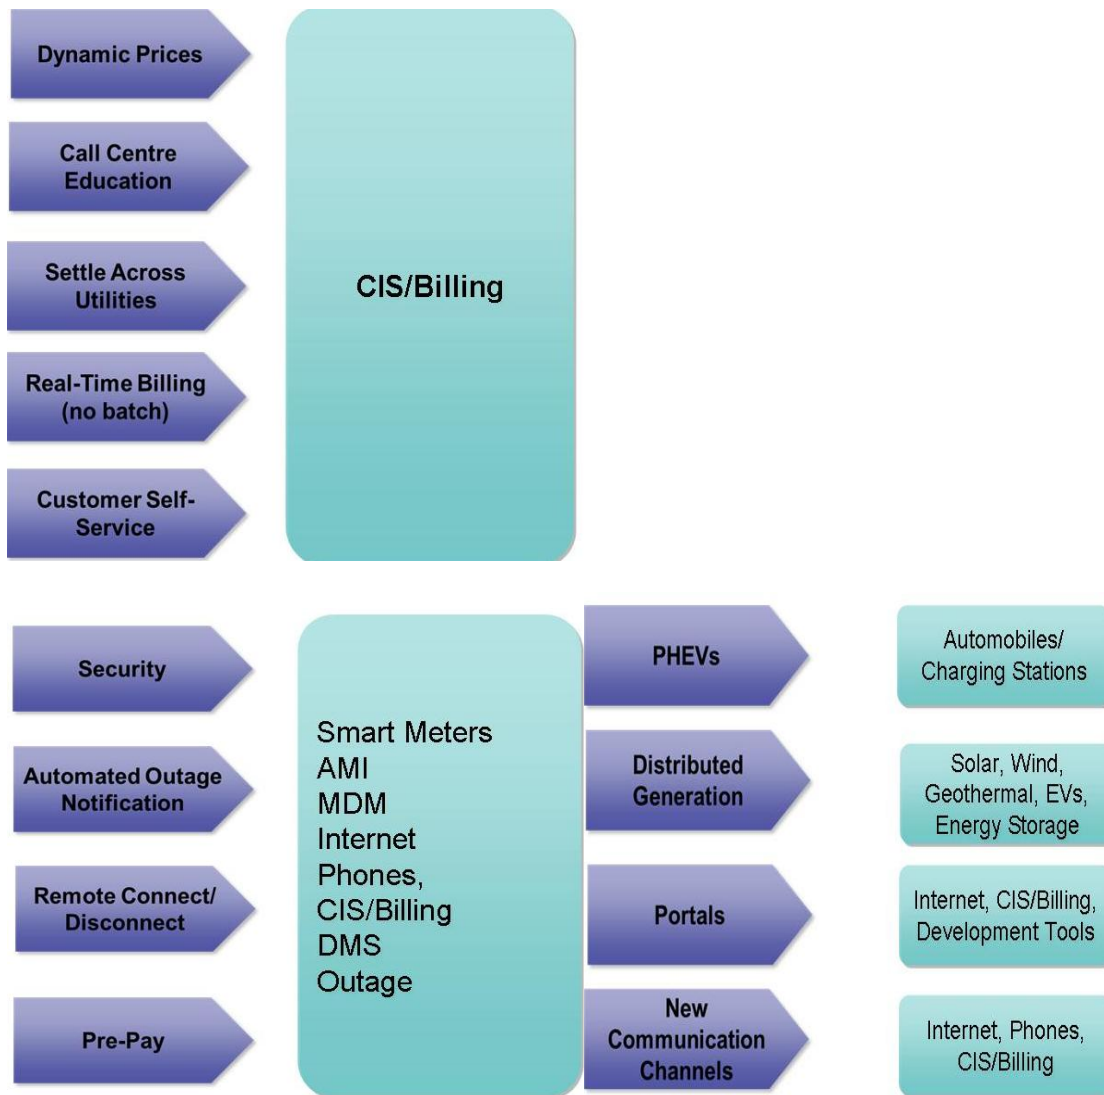 Dynamic Prices
Call Centre
Education
Settle Across
Utilities
Real-Time Billing
(no batch)
Customer Self-
Service
CIS/Billing
Security
Automated Outage
Notification
Remote Connect/
Disconnect
Pre-Pay
Smart Meters
AMI
MDM
Internet
Phones,
CIS/Billing
DMS
Outage
PHEVs
Distributed
Generation
Portals
New
Communication
Channels
Automobiles/
Charging Stations
Solar, Wind,
Geothermal, EVs,
Energy Storage
Internet, CIS/Billing,
Development Tools
Internet, Phones,
CIS/Billing